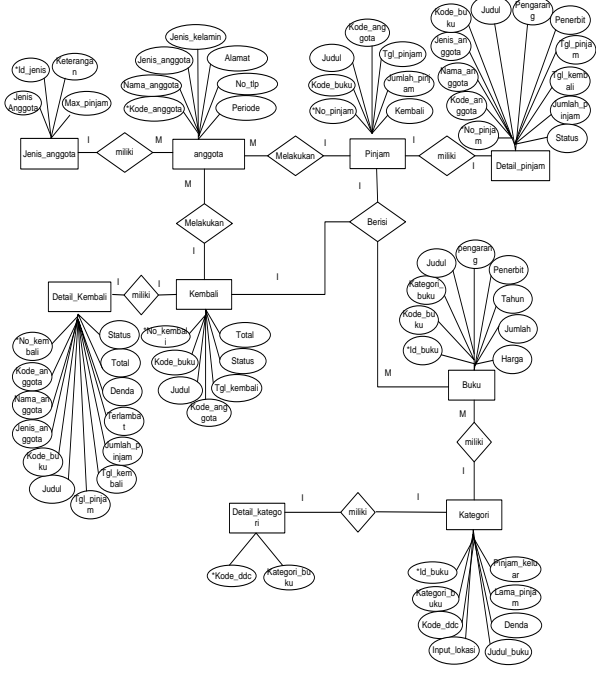 Jenis_kelamin
Jenis_anggota
Alamat
Nama_anggota
No_tlp
*Kode_anggota
Periode
*Id_jenis
Keteranga
n
Jenis
Anggota
Max_pinjam
Kode_ang
gota
Judul
Tgl_pinjam
Kode_buku
Jumlah_pinj
am
*No_pinjam
Kembali
Kode_bu
ku
Judul
Pengaran
g
Penerbit
Jenis_an
ggota
Tgl_pinja
m
Nama_an
ggota
Tgl_kemb
ali
Kode_an
ggota
Jumlah_p
injam
*No_pinja
m
Status
Jenis_anggota
I
miliki
M
anggota
M
Melakukan
I
Pinjam
I
miliki
I
Detail_pinjam
M
Melakukan
I
I
Berisi
I
M
Detail_Kembali
I
miliki
I
Kembali
*No_kem
bali
Kode_an
ggota
Nama_an
ggota
Jenis_an
ggota
Kode_bu
ku
Judul
Tgl_pinja
m
Tgl_kem
bali
Jumlah_p
injam
Terlamba
t
Denda
Total
Status
*No_kembal
i
Kode_buku
Judul
Kode_ang
gota
Tgl_kembali
Status
Total
pengaran
g
Judul
Penerbit
Kategori_
buku
Tahun
Kode_bu
ku
Jumlah
*Id_buku
Harga
Buku
M
miliki
I
Detail_katego
ri
I
miliki
I
Kategori
*Kode_ddc
Kategori_bu
ku
*Id_buku
Kategori_b
uku
Kode_ddc
Input_lokasi
Pinjam_kelu
ar
Lama_pinja
m
Denda
Judul_buku